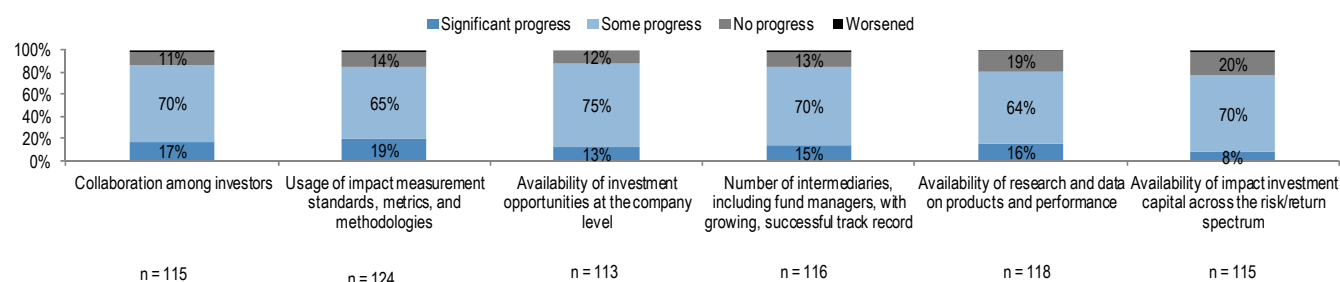 Significant progress Some progress No progress Worsened
100%
80%
60%
40%
20%
0%
11% 14% 12% 13% 19% 20%
70% 65% 75% 70% 64% 70%
17% 19% 13% 15% 16% 8%
Collaboration among investors
Usage of impact measurement
standards, metrics, and
methodologies
Availability of investment
opportunities at the company
level
Number of intermediaries,
including fund managers, with
growing, successful track record
Availability of research and data
on products and performance
Availability of impact investment
capital across the risk/return
spectrum
n = 115 n = 124 n = 113 n = 116 n = 118 n = 115